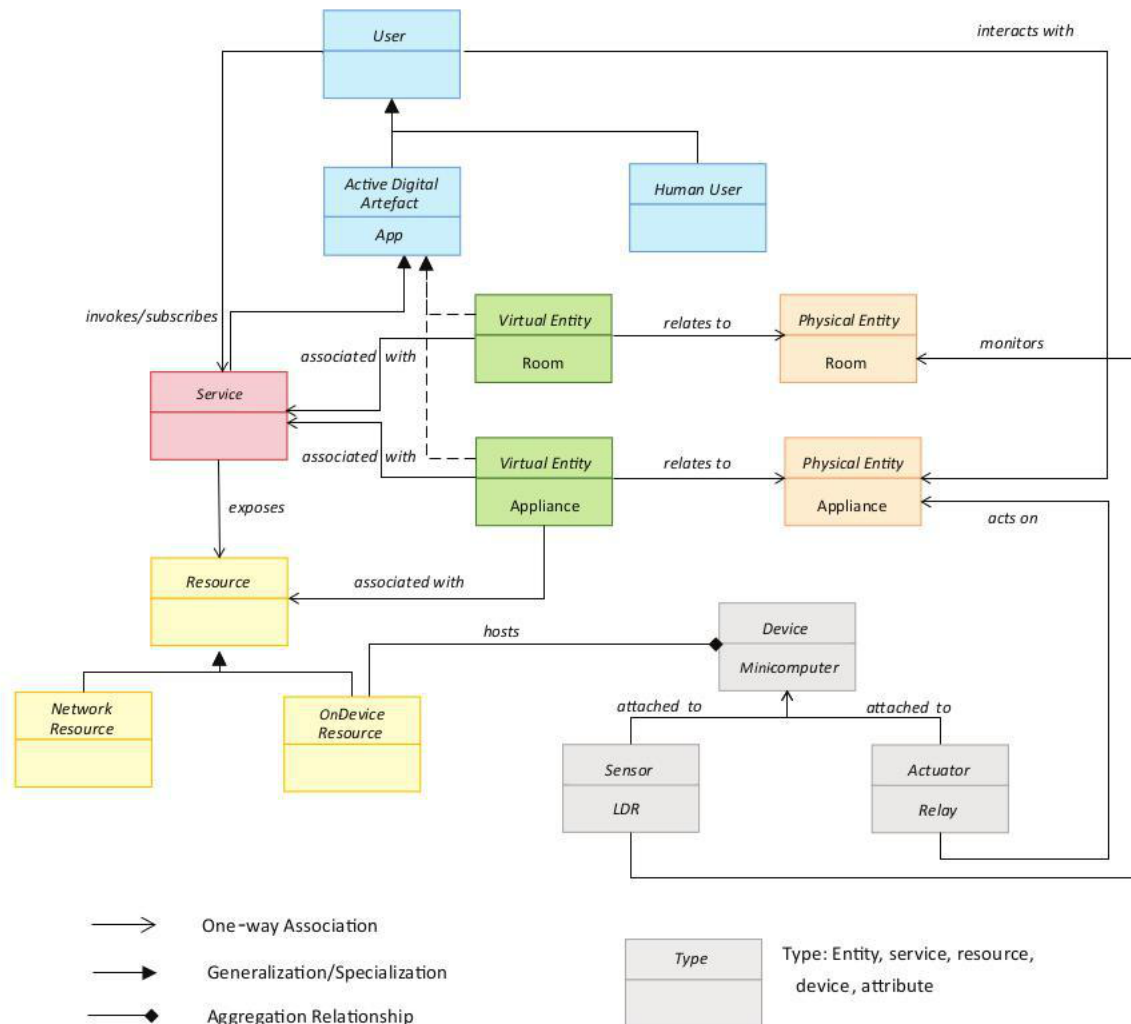 User
interacts with
Active Digital
Artefact
App
Human User
invokes/subscribes
Virtual Entity
Room
relates to
Physical Entity
Room
associated with
monitors
Service
associated with
Virtual Entity
Appliance
relates to
Physical Entity
Appliance
exposes
acts on
Resource
associated with
hosts
Device
Minicomputer
Network
Resource
OnDevice
Resource
attached to
attached to
Sensor
LDR
Actuator
Relay
One-way Association
Generalization/Specialization
Aggregation Relationship
Type
Type: Entity, service, resource,
device, attribute